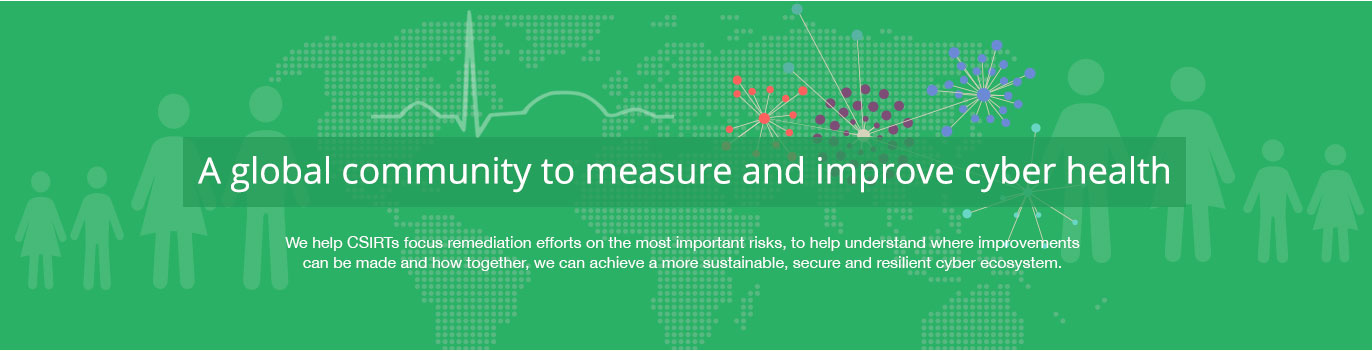 A global community to measure and improve cyber health
We help CSIRTs focus remediation efforts on the most important risks, to help understand where improvements
can be made and how together, we can achieve a more sustainable, secure and resilient cyber ecosystem.